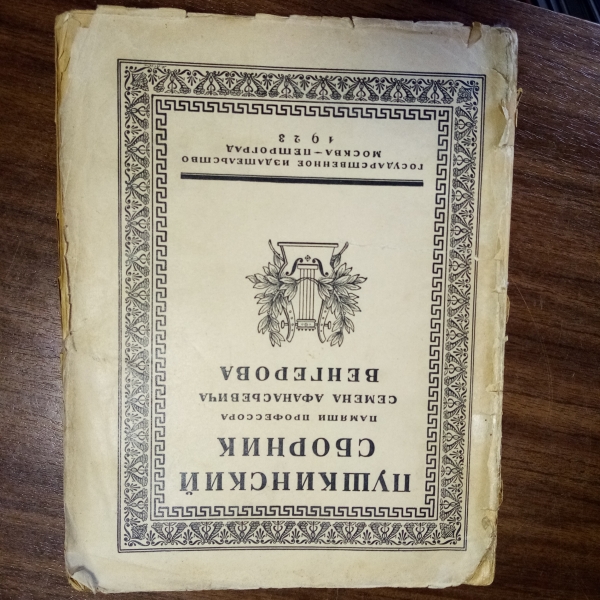 ПУШКИНСКИЙ
СБОРНИК
ПАМЯТИ ПРОФЕССОРА
СЕМЕНА АФАНАСЬЕВИЧА
ВЕНГЕРОВА
ГОСУДАРСТВЕННОЕ ИЗДАТЕЛЬСТВО
МОСКВА—ПЕТРОГРАД
1923